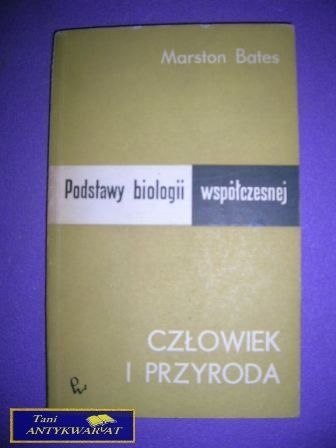 Marston Bates
Podstawy biologii współczesnej
CZŁOWIEK
I PRZYRODA
Tani
ANTYKWARIAT